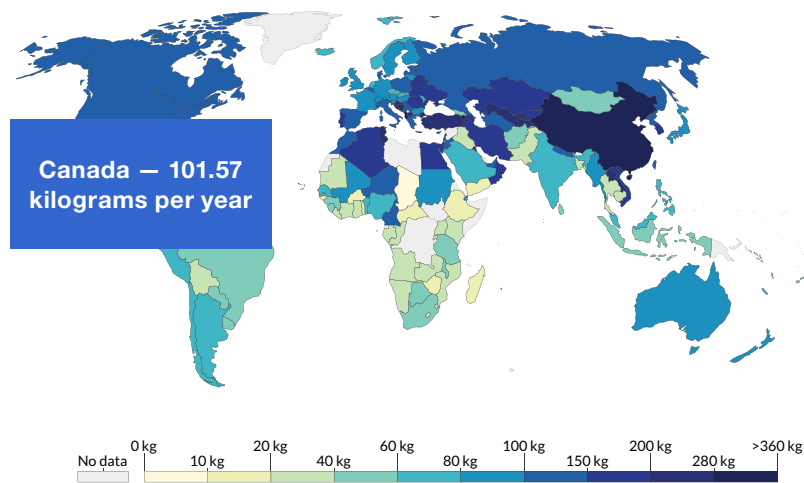 Canada — 101.57
kilograms per year
0 kg 20 kg 60 kg 100 kg 200 kg >360 kg
No data 10 kg 40 kg 80 kg 150 kg 280 kg